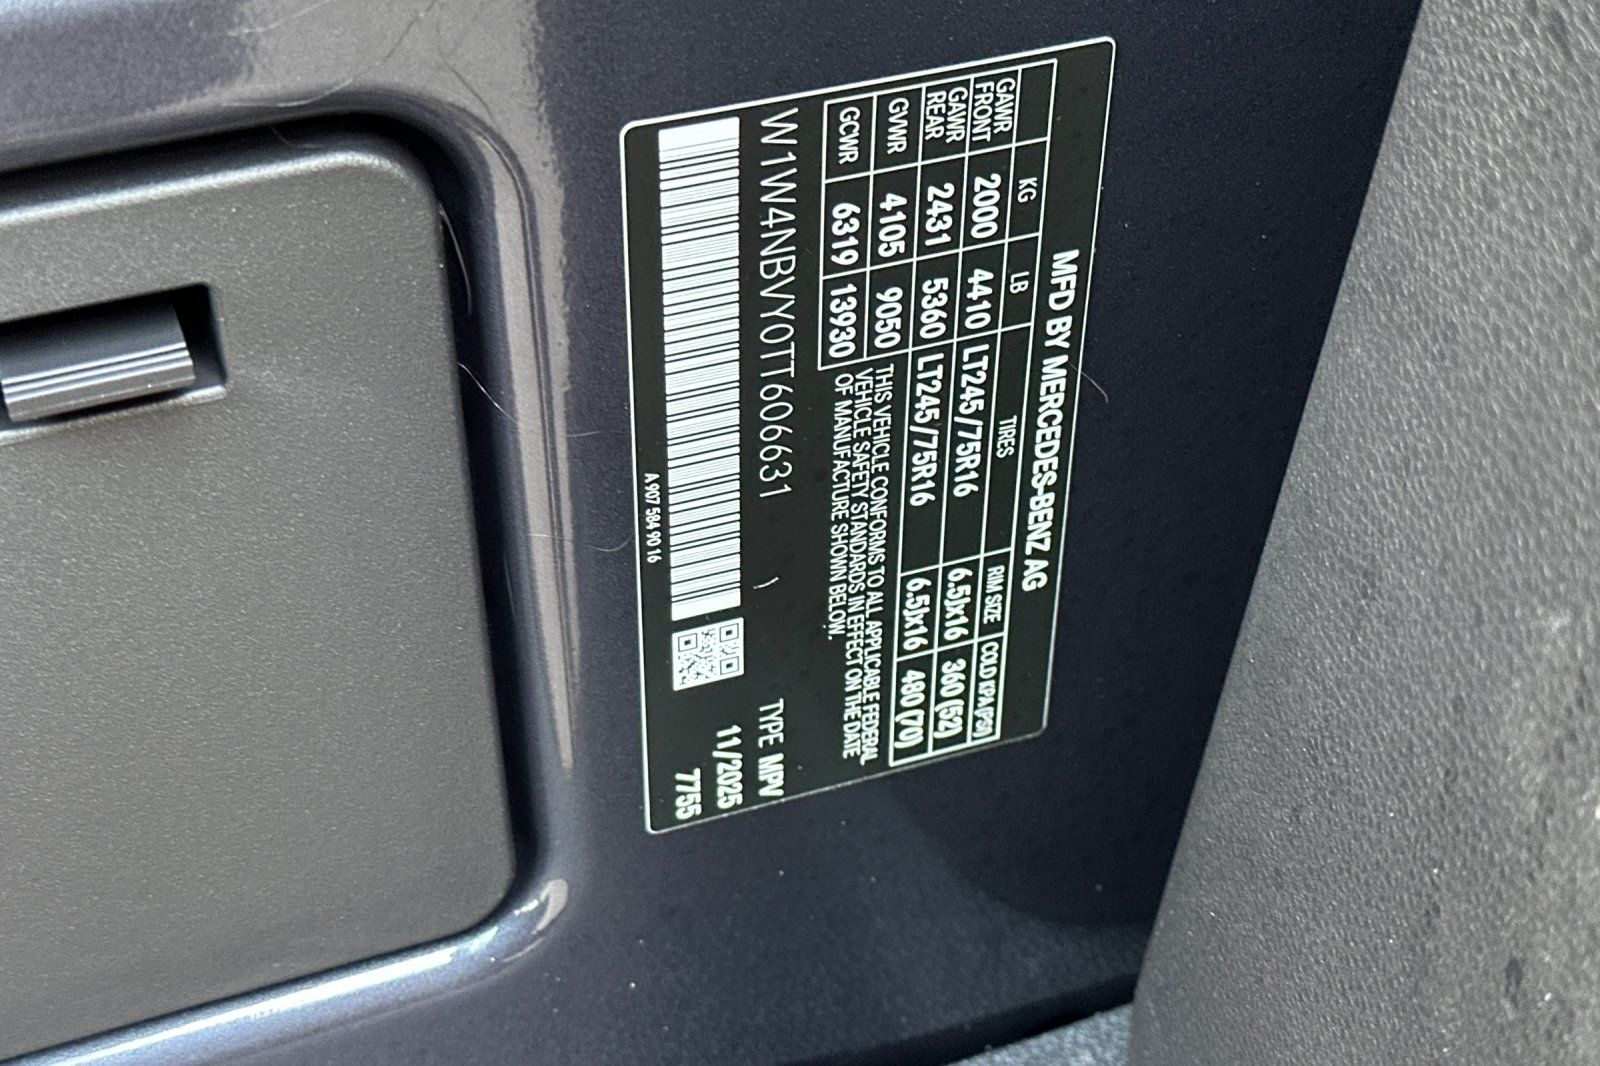 MFD BY MERCEDES-BENZ AG
KG LB TIRES RIM SIZE COLD KPA(PSI)
GAWR FRONT 2000 4410 LT245/75R16 6.5Jx16 360 (52)
GAWR REAR 2431 5360 LT245/75R16 6.5Jx16 480 (70)
GVWR 4105 9050
GCWR 6319 13930
THIS VEHICLE CONFORMS TO ALL APPLICABLE FEDERAL
VEHICLE SAFETY STANDARDS IN EFFECT ON THE DATE
OF MANUFACTURE SHOWN BELOW.
W1W4NBVY0TT606631 TYPE MPV
11/2025
7755
A 907 584 90 16